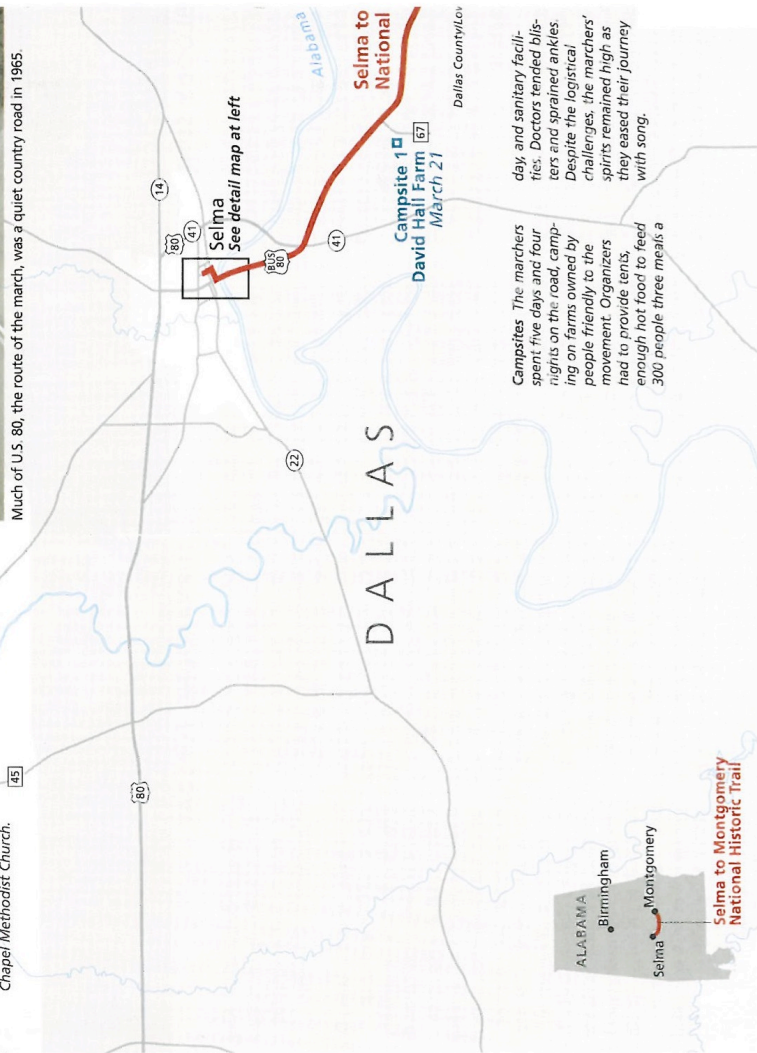 Chapel Methodist Church.
Much of U.S. 80, the route of the march, was a quiet country road in 1965.
45
80
14
80
41
Selma
See detail map at left
BUS
80
41
22
Alabama
Selma to
National
DALLAS
Campsite 1
David Hall Farm
March 21
67
Dallas County/Lov
Campsites The marchers
spent five days and four
nights on the road, camp-
ing on farms owned by
people friendly to the
movement. Organizers
had to provide tents,
enough hot food to feed
300 people three meals a
day, and sanitary facili-
ties. Doctors tended blis-
ters and sprained ankles.
Despite the logistical
challenges, the marchers'
spirits remained high as
they eased their journey
with song.
ALABAMA
Birmingham
Selma
Montgomery
Selma to Montgomery
National Historic Trail